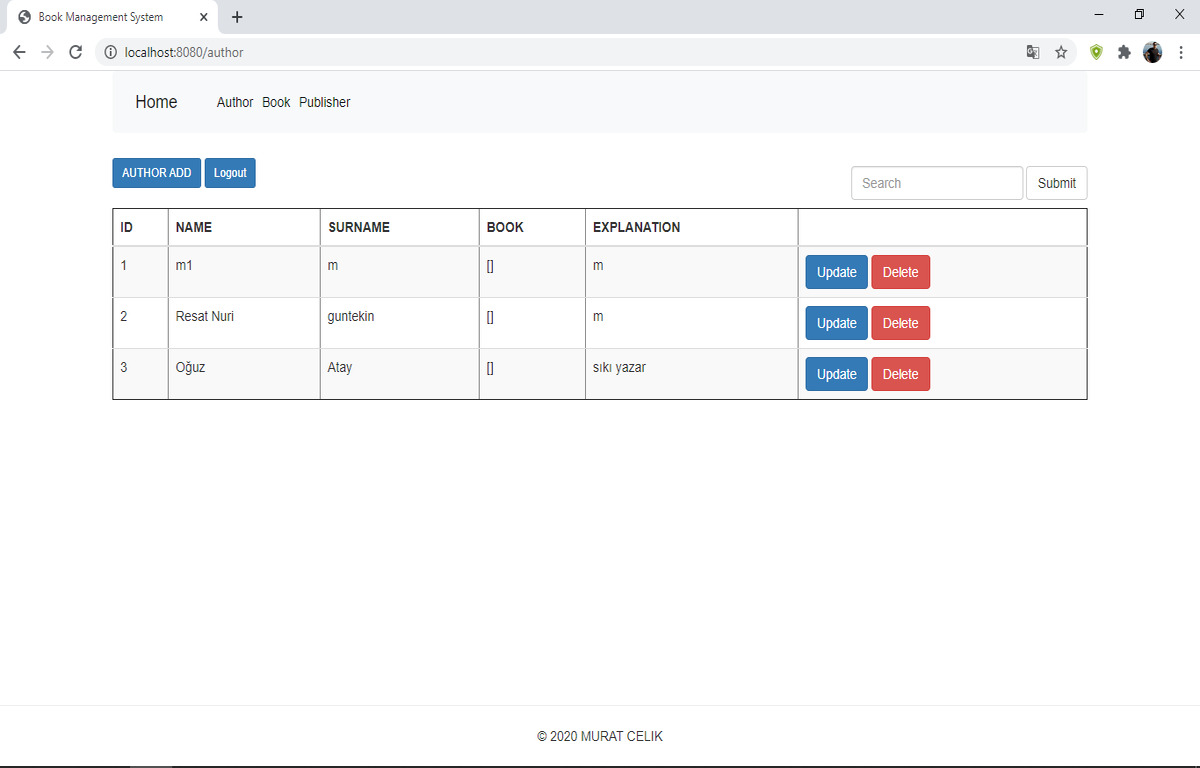 Book Management System
localhost:8080/author
Home Author Book Publisher
AUTHOR ADD Logout Search Submit
ID NAME SURNAME BOOK EXPLANATION
1 m1 m [] m Update Delete
2 Resat Nuri guntekin [] m Update Delete
3 Oğuz Atay [] sıkı yazar Update Delete
© 2020 MURAT CELIK